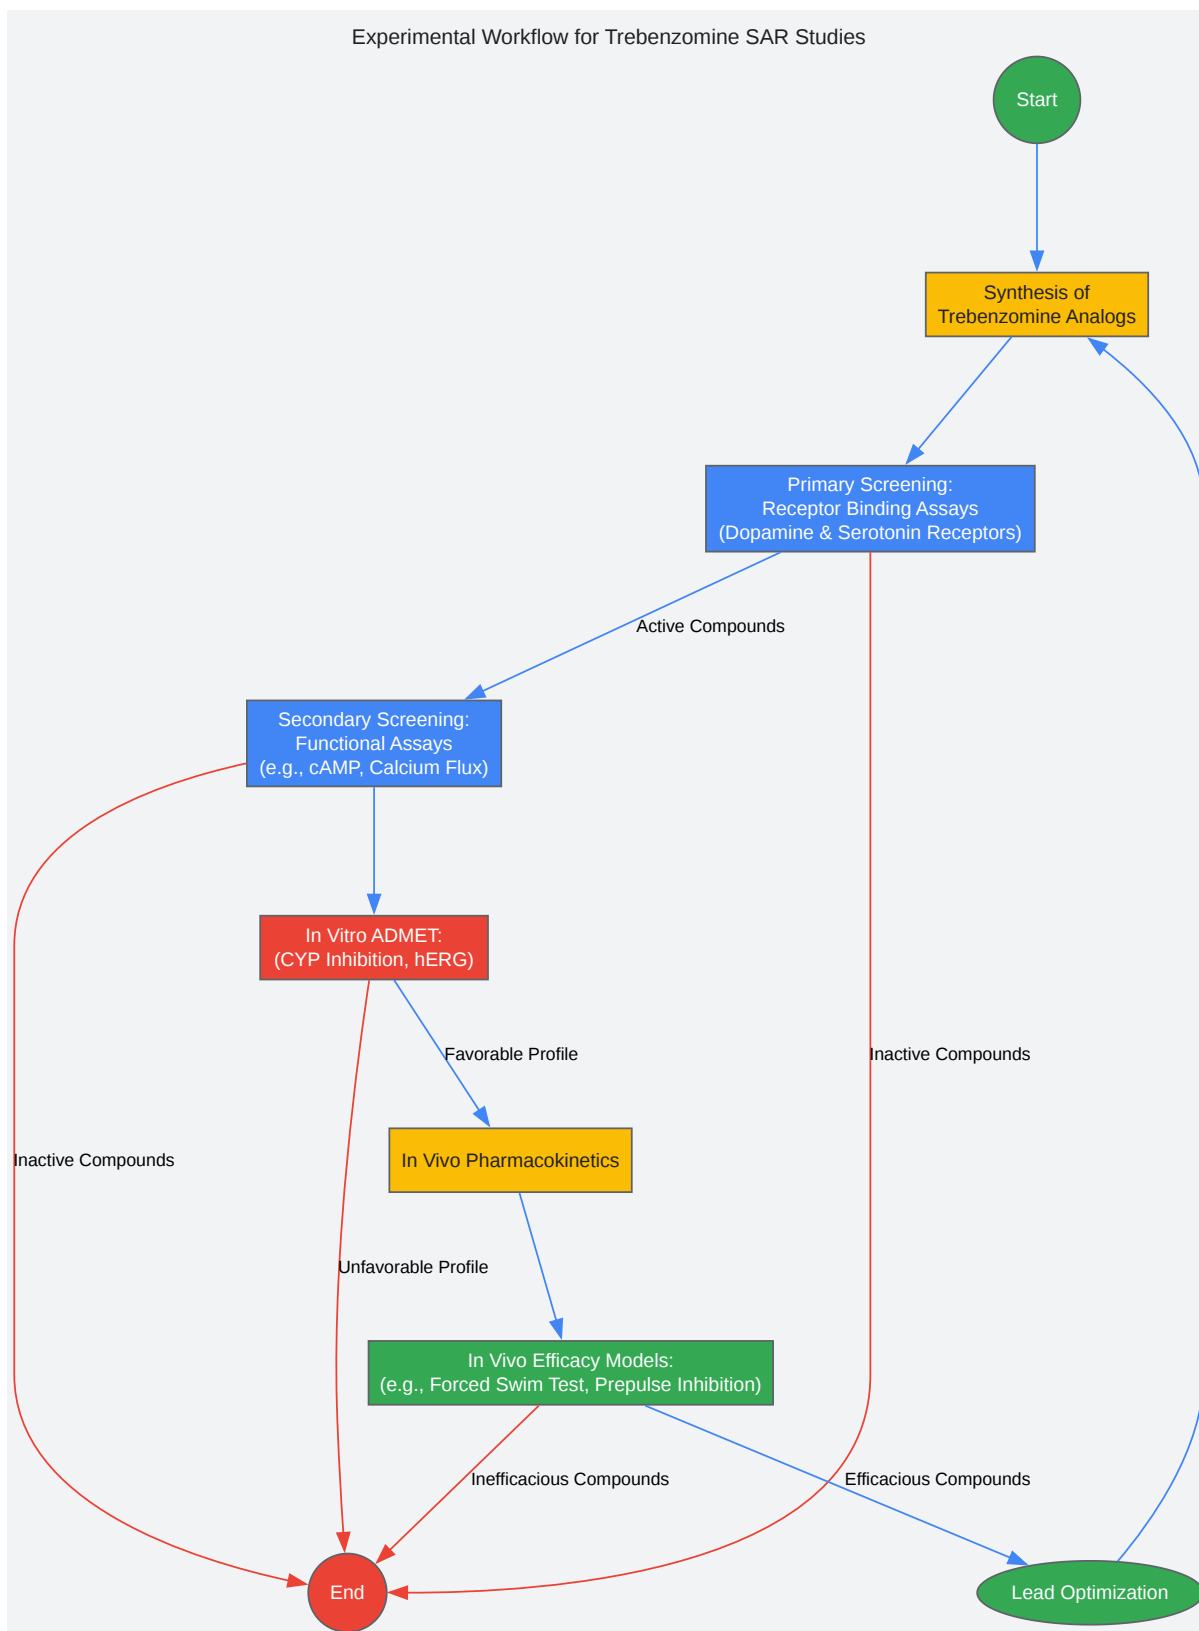 Experimental Workflow for Trebenzomine SAR Studies
Start
Synthesis of
Trebenzomine Analogs
Primary Screening:
Receptor Binding Assays
(Dopamine & Serotonin Receptors)
Active Compounds
Secondary Screening:
Functional Assays
(e.g., cAMP, Calcium Flux)
In Vitro ADMET:
(CYP Inhibition, hERG)
Favorable Profile
Inactive Compounds
Inactive Compounds
In Vivo Pharmacokinetics
Unfavorable Profile
In Vivo Efficacy Models:
(e.g., Forced Swim Test, Prepulse Inhibition)
Inefficacious Compounds
Efficacious Compounds
End
Lead Optimization